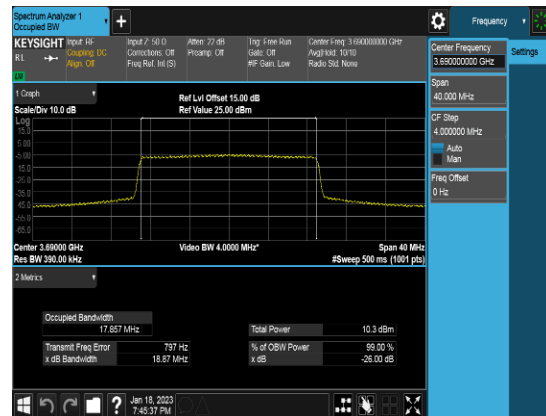 Spectrum Analyzer 1
Occupied BW
+
Frequency
KEYSIGHT
R L
Input: RF
Coupling: DC
Align: Off
Input Z: 50 Ω
Corrections: Off
Freq Ref: Int (S)
Atten: 22 dB
Preamp: Off
Trig: Free Run
Gate: Off
#IF Gain: Low
Center Freq: 3.690000000 GHz
Avg|Hold: 10/10
Radio Std: None
Center Frequency
3.690000000 GHz
Settings
Span
40.000 MHz
CF Step
4.000000 MHz
Auto
Man
Freq Offset
0 Hz
1 Graph
Scale/Div 10.0 dB
Ref Lvl Offset 15.00 dB
Ref Value 25.00 dBm
Log
15.0
5.00
-5.00
-15.0
-25.0
-35.0
-45.0
-55.0
-65.0
Center 3.69000 GHz
Res BW 390.00 kHz
Video BW 4.0000 MHz*
Span 40 MHz
#Sweep 500 ms (1001 pts)
2 Metrics
Occupied Bandwidth
17.857 MHz
Total Power
10.3 dBm
Transmit Freq Error
797 Hz
% of OBW Power
99.00 %
x dB Bandwidth
18.87 MHz
x dB
-26.00 dB
?
Jan 18, 2023
7:45:37 PM